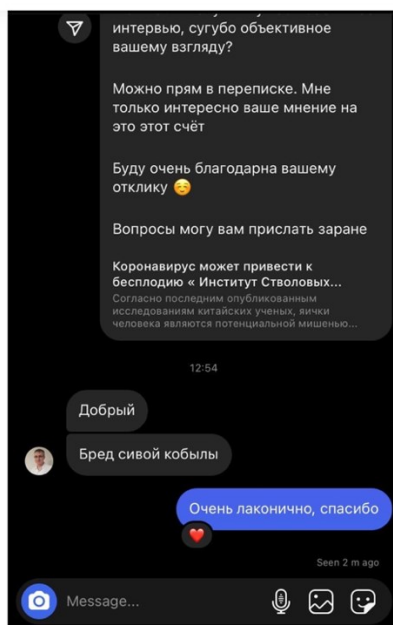 интервью, сугубо объективное
вашему взгляду?
Можно прям в переписке. Мне
только интересно ваше мнение на
это этот счёт
Буду очень благодарна вашему
отклику ☺️
Вопросы могу вам прислать заране
Коронавирус может привести к
бесплодию « Институт Стволовых...
Согласно последним опубликованным
исследованиям китайских ученых, яички
человека являются потенциальной мишенью...
12:54
Добрый
Бред сивой кобылы
Очень лаконично, спасибо
Seen 2 m ago
Message...